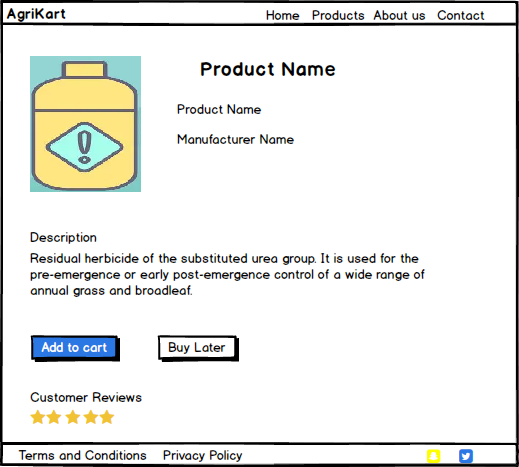 AgriKart Home Products About us Contact
Product Name
Product Name
Manufacturer Name
Description
Residual herbicide of the substituted urea group. It is used for the
pre-emergence or early post-emergence control of a wide range of
annual grass and broadleaf.
Add to cart Buy Later
Customer Reviews
Terms and Conditions Privacy Policy